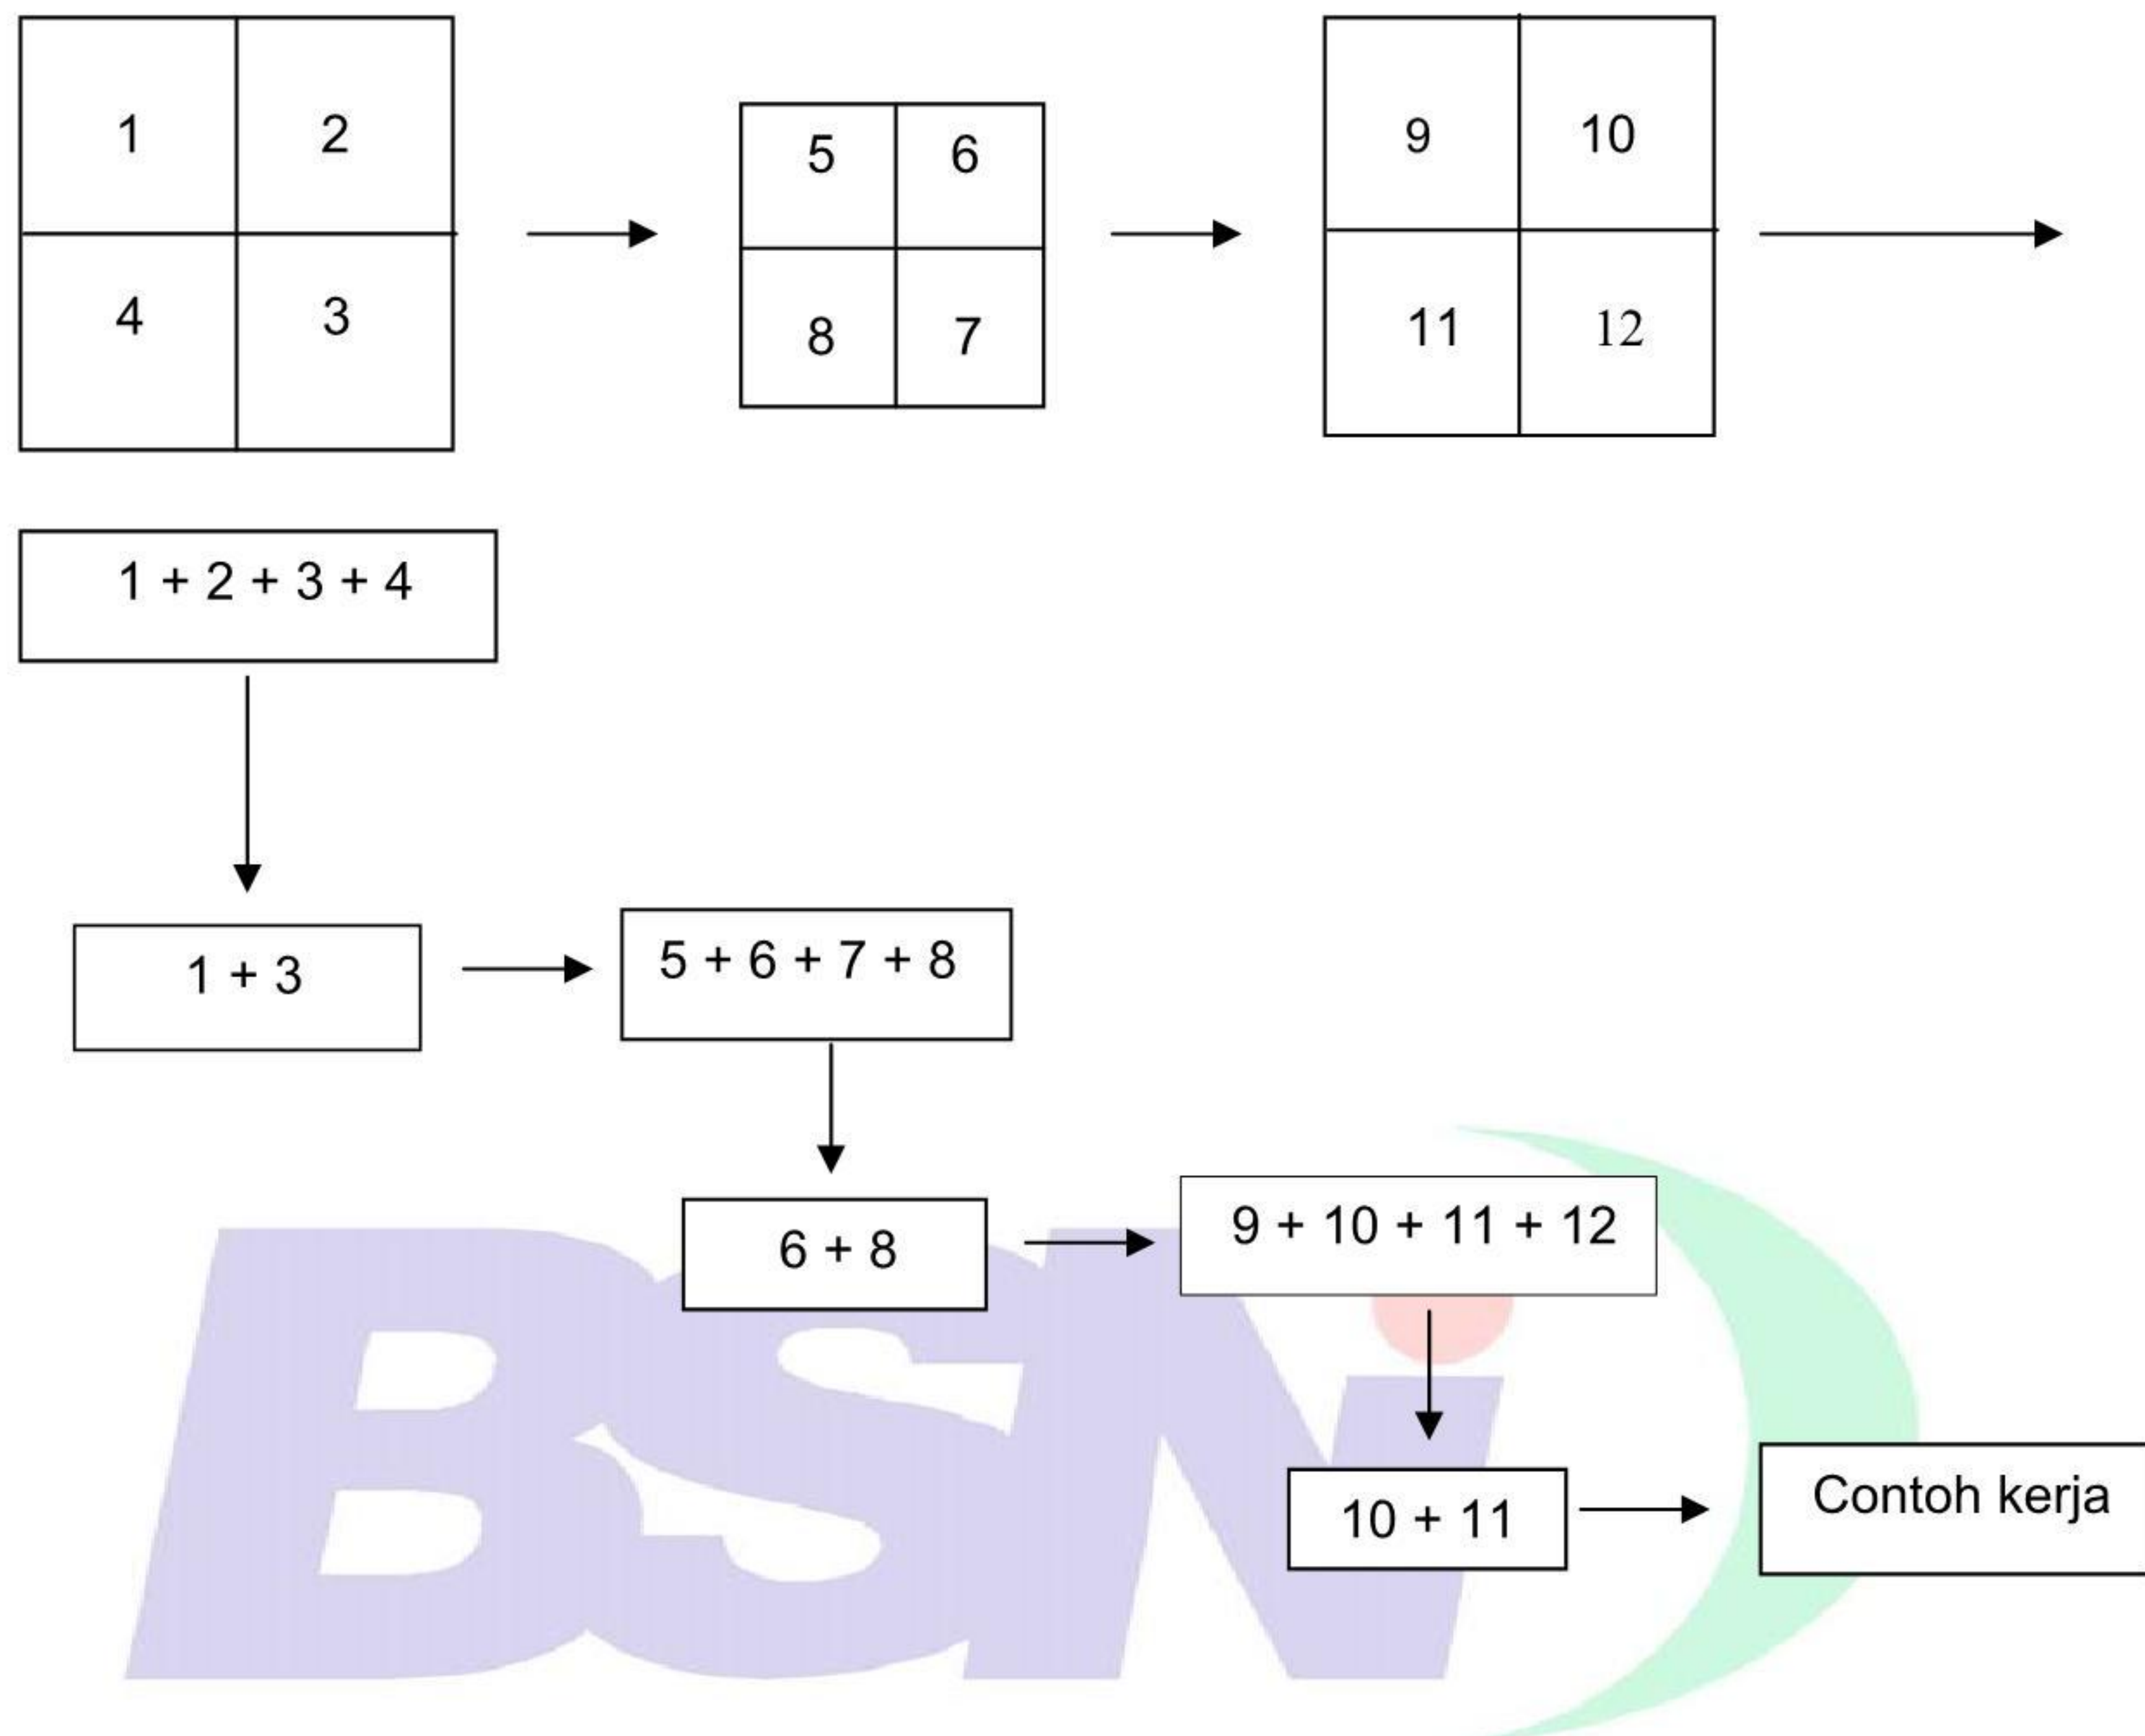 1 2
4 3
5 6
8 7
9 10
11 12
1 + 2 + 3 + 4
1 + 3
5 + 6 + 7 + 8
6 + 8
9 + 10 + 11 + 12
10 + 11
Contoh kerja
BSN